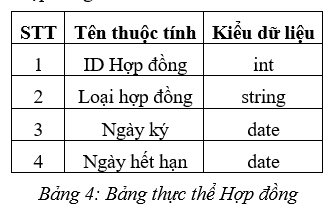 STT Tên thuộc tính Kiểu dữ liệu
1 ID Hợp đồng int
2 Loại hợp đồng string
3 Ngày ký date
4 Ngày hết hạn date
Bảng 4: Bảng thực thể Hợp đồng